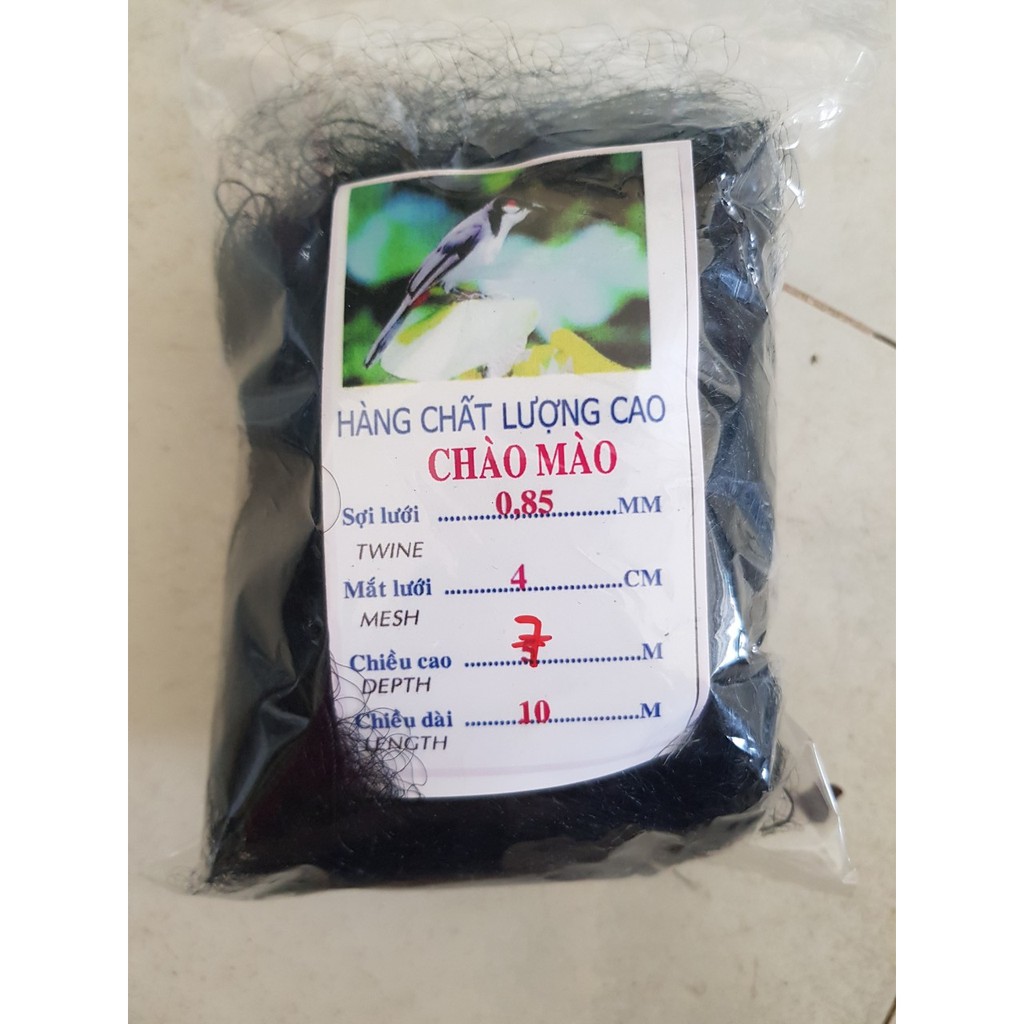 HÀNG CHẤT LƯỢNG CAO
CHÀO MÀO
Sợi lưới ........0,85........MM
TWINE
Mắt lưới ........4........CM
MESH
Chiều cao ........7........M
DEPTH
Chiều dài ........10........M
LENGTH